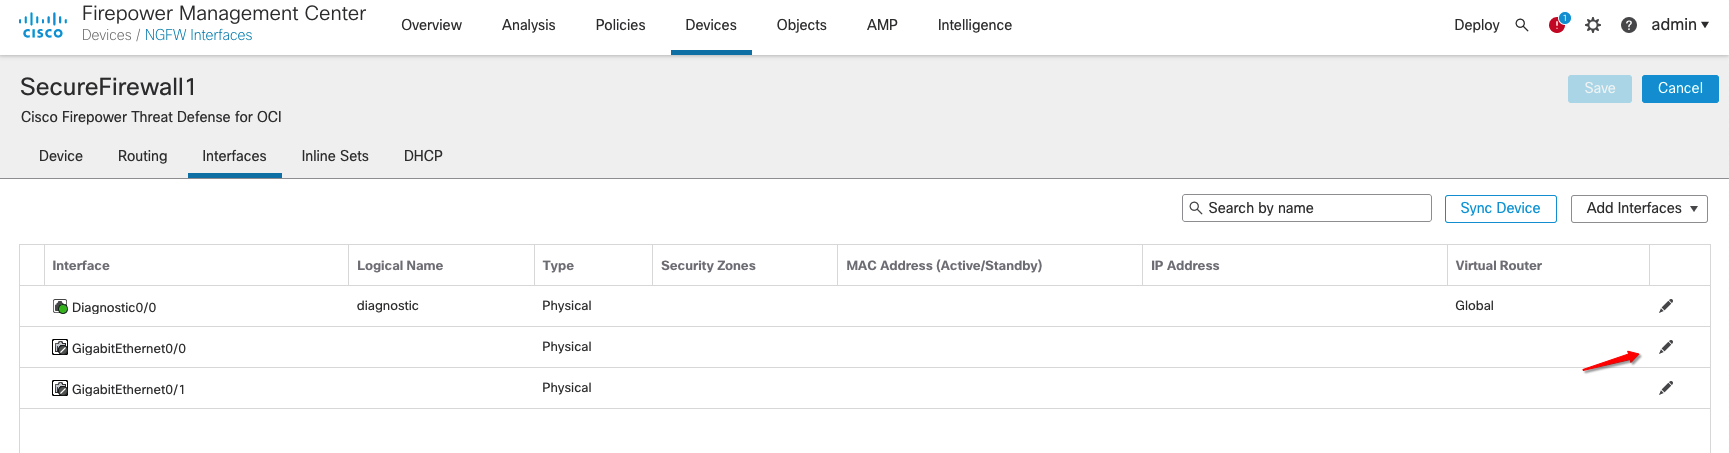 cisco
Firepower Management Center
Devices / NGFW Interfaces
Overview Analysis Policies Devices Objects AMP Intelligence
Deploy 1 admin
SecureFirewall1
Save Cancel
Cisco Firepower Threat Defense for OCI
Device Routing Interfaces Inline Sets DHCP
Search by name Sync Device Add Interfaces
Interface Logical Name Type Security Zones MAC Address (Active/Standby) IP Address Virtual Router
Diagnostic0/0 diagnostic Physical Global
GigabitEthernet0/0 Physical
GigabitEthernet0/1 Physical